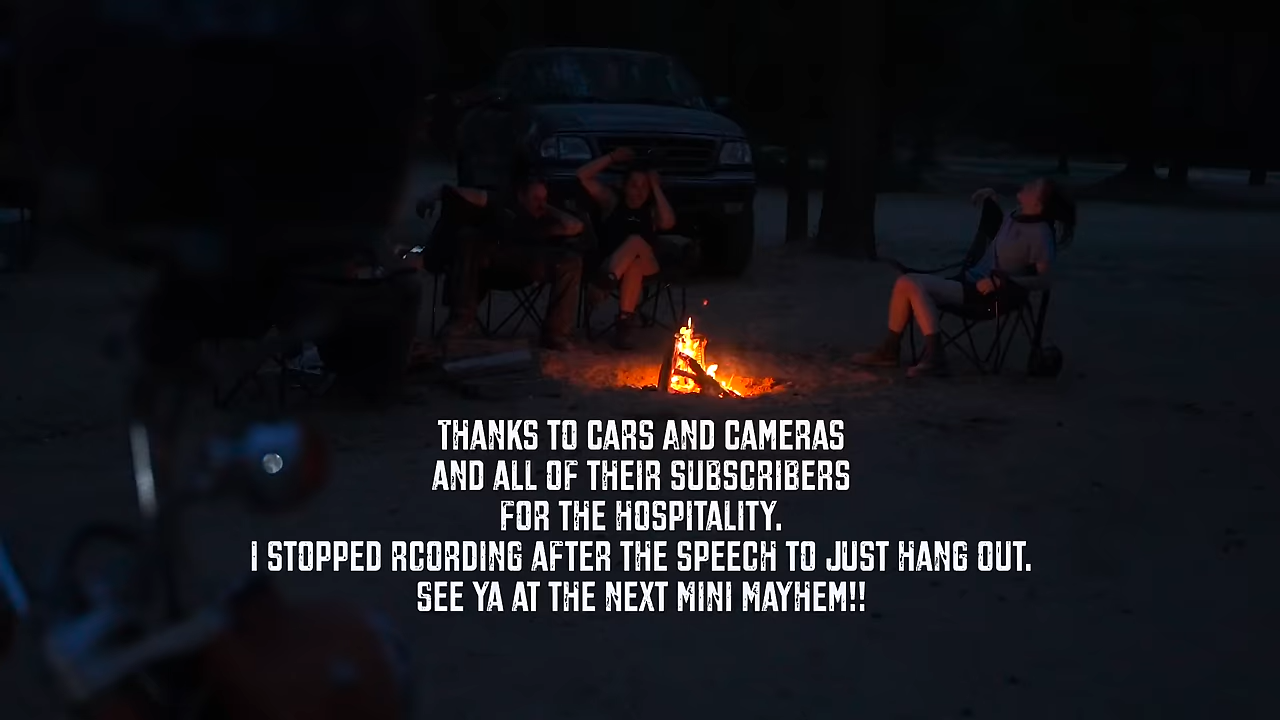 THANKS TO CARS AND CAMERAS
AND ALL OF THEIR SUBSCRIBERS
FOR THE HOSPITALITY.
I STOPPED RCORDING AFTER THE SPEECH TO JUST HANG OUT.
SEE YA AT THE NEXT MINI MAYHEM!!